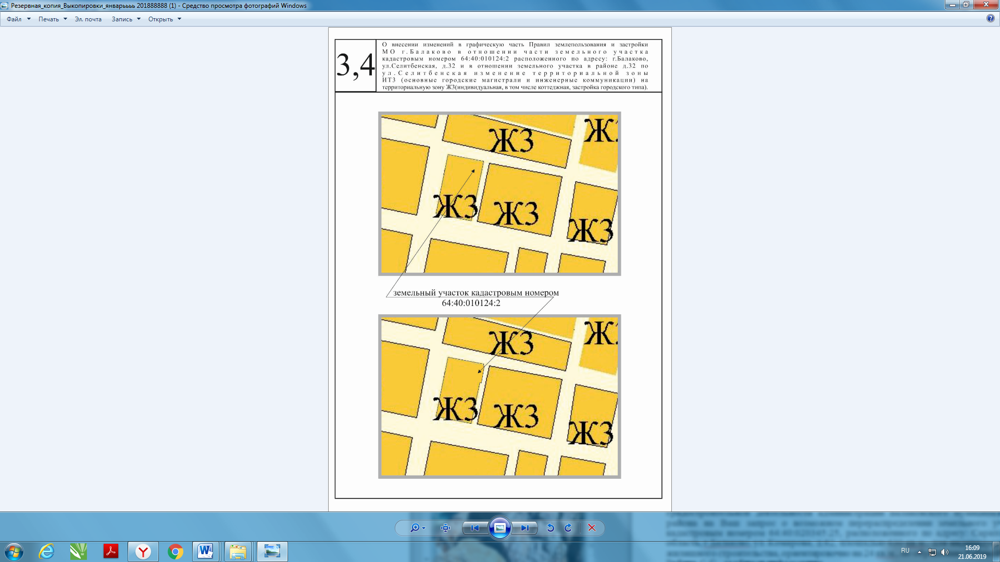 Резервная_копия_Выкопировки_январьььь 201888888 (1) - Средство просмотра фотографий Windows
Файл Печать Эл. почта Запись Открыть
3,4
О внесении изменений в графическую часть Правил землепользования и застройки
МО г.Балаково в отношении части земельного участка
кадастровым номером 64:40:010124:2 расположенного по адресу: г.Балаково,
ул.Селитбенская, д.32 и в отношении земельного участка в районе д.32 по
ул.Селитбенская изменение территориальной зоны
ИТ3 (основные городские магистрали и инженерные коммуникации) на
территориальную зону Ж3(индивидуальная, в том числе коттеджная, застройка городского типа).
Ж3
Ж3
Ж3
Ж3
Ж3
земельный участок кадастровым номером
64:40:010124:2
Ж3
Ж3
Ж3
Ж3
Ж3
RU
16:09
21.06.2019